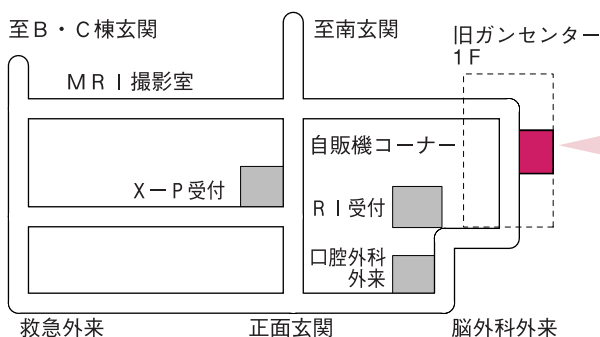 至B・C棟玄関
至南玄関
旧ガンセンター
1F
MRI撮影室
自販機コーナー
X－P受付
RI受付
口腔外科
外来
救急外来
正面玄関
脳外科外来